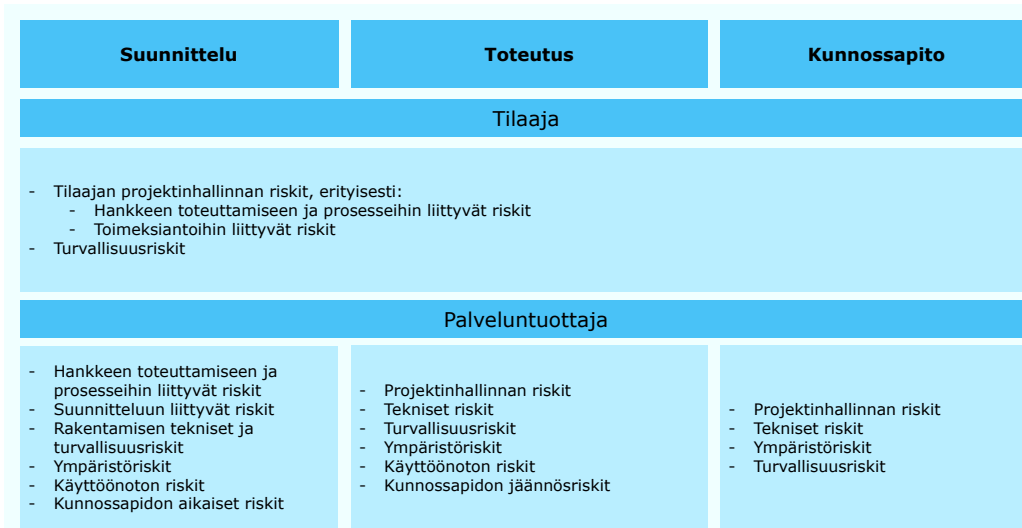 Suunnittelu
Toteutus
Kunnossapito
Tilaaja
- Tilaajan projektinhallinnan riskit, erityisesti:
- Hankkeen toteuttamiseen ja prosesseihin liittyvät riskit
- Toimeksiantoihin liittyvät riskit
- Turvallisuusriskit
Palveluntuottaja
- Hankkeen toteuttamiseen ja
prosesseihin liittyvät riskit
- Suunnitteluun liittyvät riskit
- Rakentamisen tekniset ja
turvallisuusriskit
- Ympäristöriskit
- Käyttöönoton riskit
- Kunnossapidon aikaiset riskit
- Projektinhallinnan riskit
- Tekniset riskit
- Turvallisuusriskit
- Ympäristöriskit
- Käyttöönoton riskit
- Kunnossapidon jäännösriskit
- Projektinhallinnan riskit
- Tekniset riskit
- Ympäristöriskit
- Turvallisuusriskit